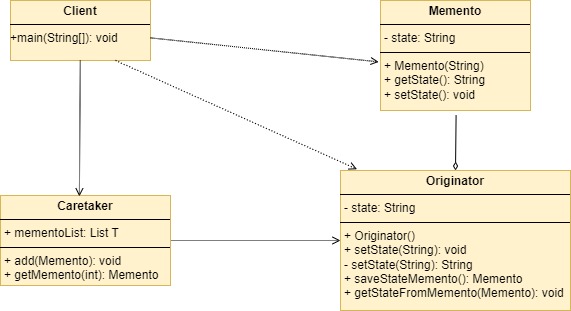 Client
+main(String[]): void
Memento
- state: String
+ Memento(String)
+ getState(): String
+ setState(): void
Caretaker
+ mementoList: List T
+ add(Memento): void
+ getMemento(int): Memento
Originator
- state: String
+ Originator()
+ setState(String): void
- setState(String): String
+ saveStateMemento(): Memento
+ getStateFromMemento(Memento): void